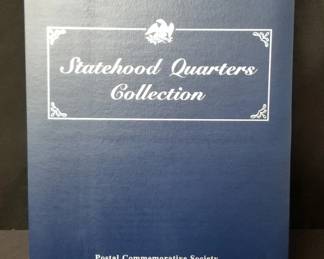 Statehood Quarters
Collection
Postal Commemorative Society